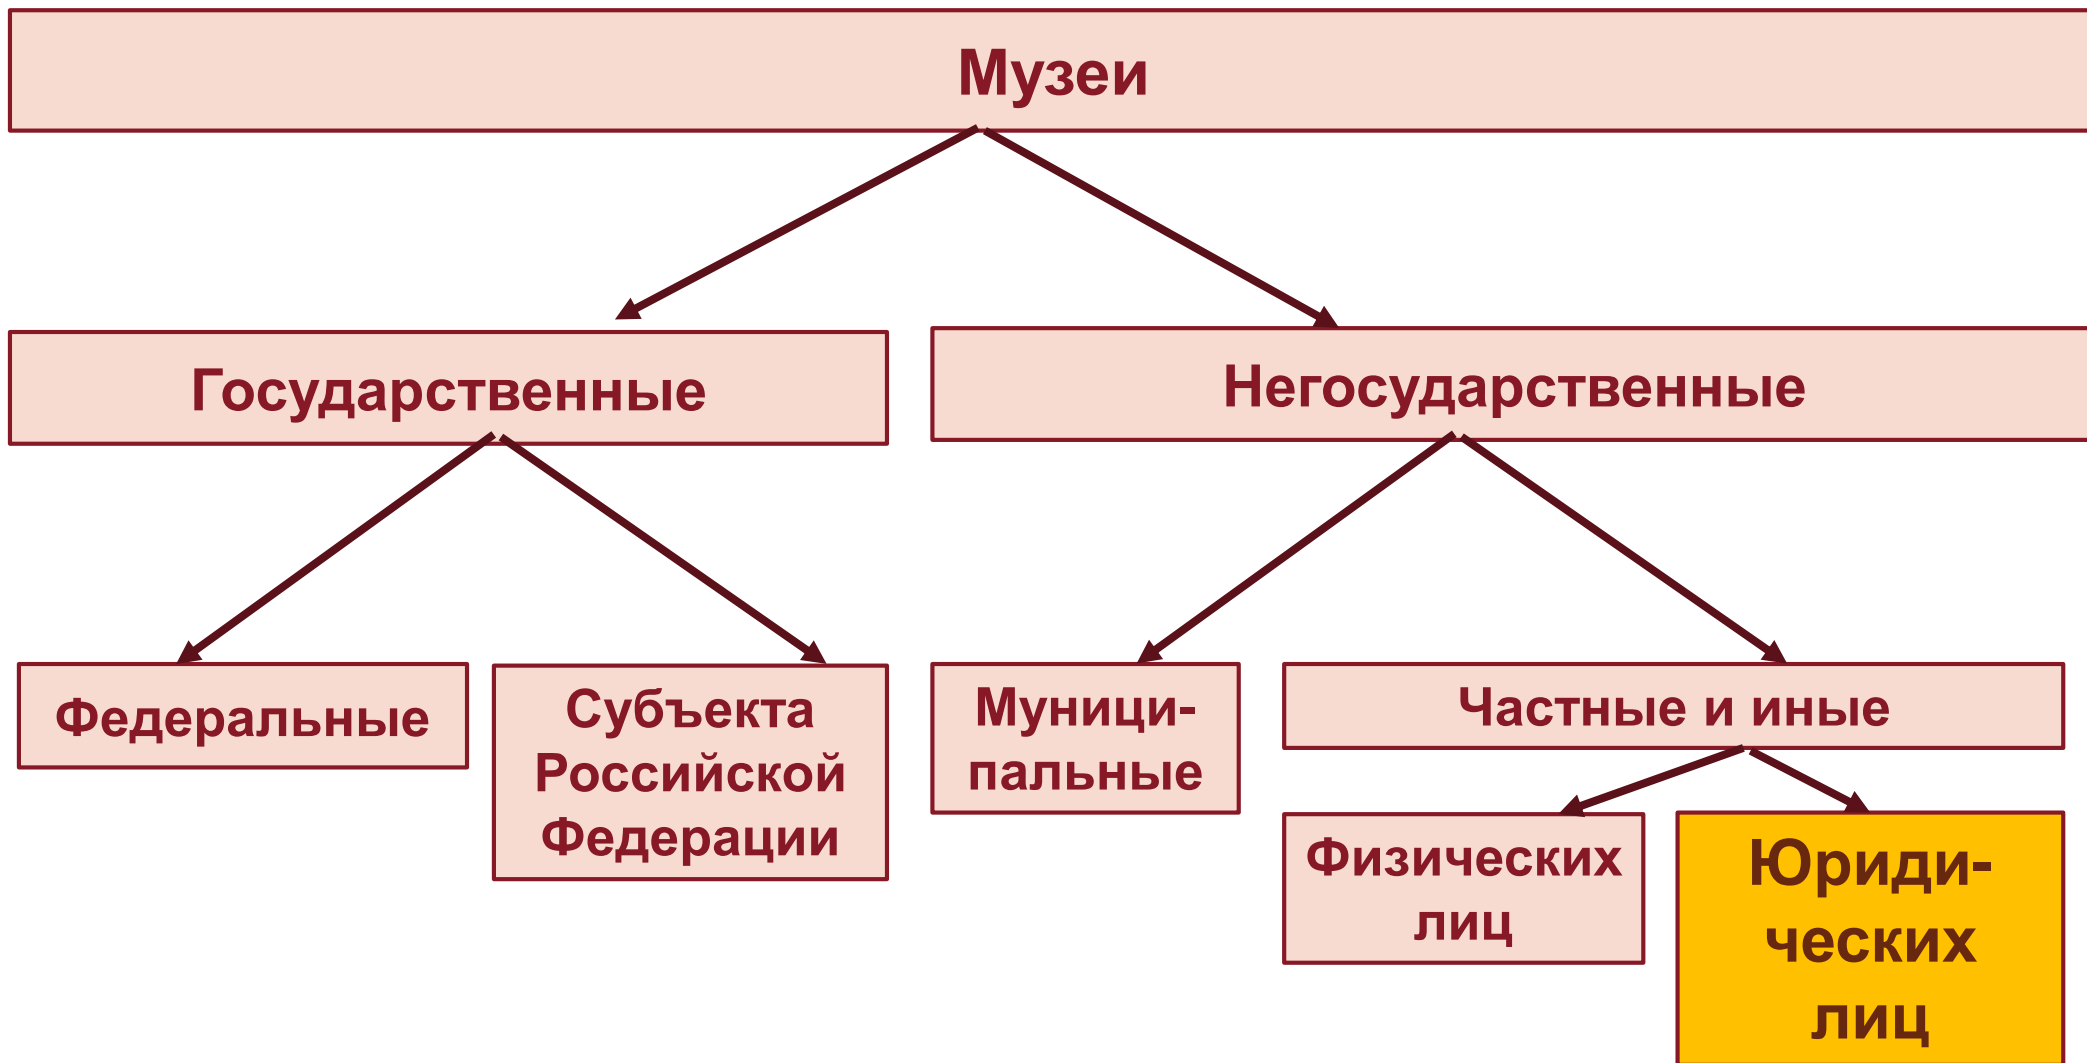 Музеи
Государственные
Негосударственные
Федеральные
Субъекта
Российской
Федерации
Муници-
пальные
Частные и иные
Физических
лиц
Юриди-
ческих
лиц